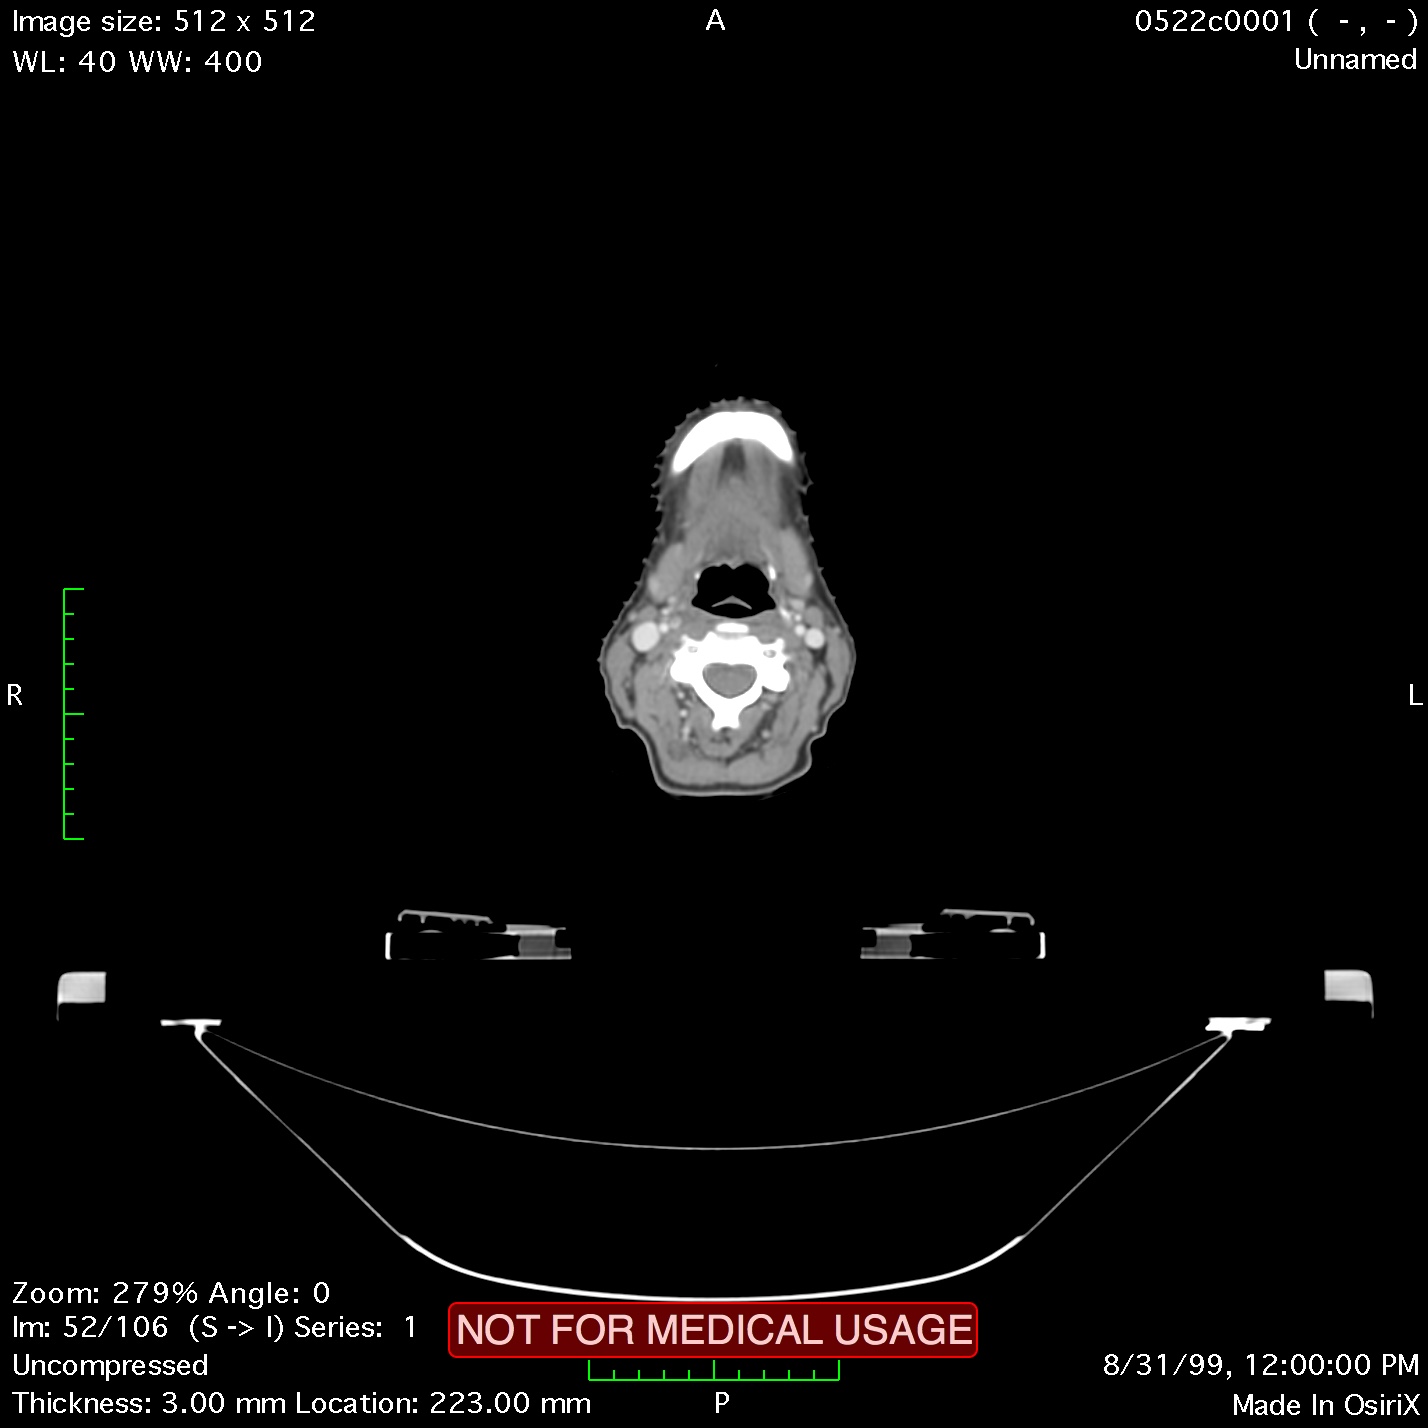 Image size: 512 x 512
WL: 40 WW: 400
A
0522c0001 ( -, -)
Unnamed
R
L
Zoom: 279% Angle: 0
Im: 52/106 (S -> I) Series: 1
Uncompressed
Thickness: 3.00 mm Location: 223.00 mm
NOT FOR MEDICAL USAGE
P
8/31/99, 12:00:00 PM
Made In OsiriX